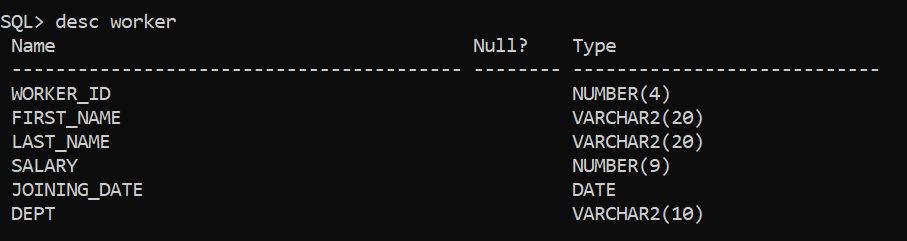 SQL> desc worker
Name Null? Type
----------------------------------------- -------- ----------------------------
WORKER_ID NUMBER(4)
FIRST_NAME VARCHAR2(20)
LAST_NAME VARCHAR2(20)
SALARY NUMBER(9)
JOINING_DATE DATE
DEPT VARCHAR2(10)